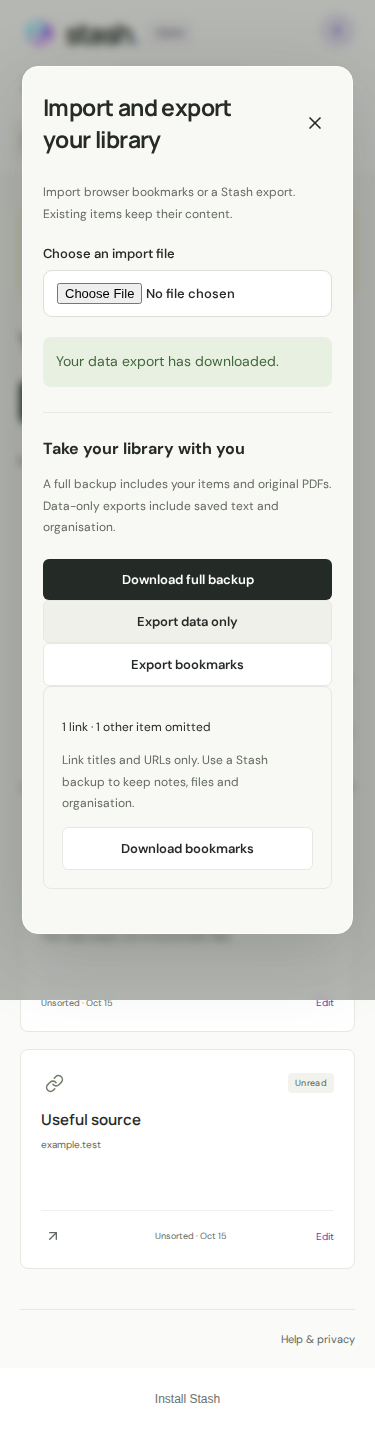 stash.
Import and export
your library
Import browser bookmarks or a Stash export.
Existing items keep their content.
Choose an import file
Choose File No file chosen
Your data export has downloaded.
Take your library with you
A full backup includes your items and original PDFs.
Data-only exports include saved text and
organisation.
Download full backup
Export data only
Export bookmarks
1 link · 1 other item omitted
Link titles and URLs only. Use a Stash
backup to keep notes, files and
organisation.
Download bookmarks
Unsorted · Oct 15 Edit
Unread
Useful source
example.test
Unsorted · Oct 15 Edit
Help & privacy
Install Stash